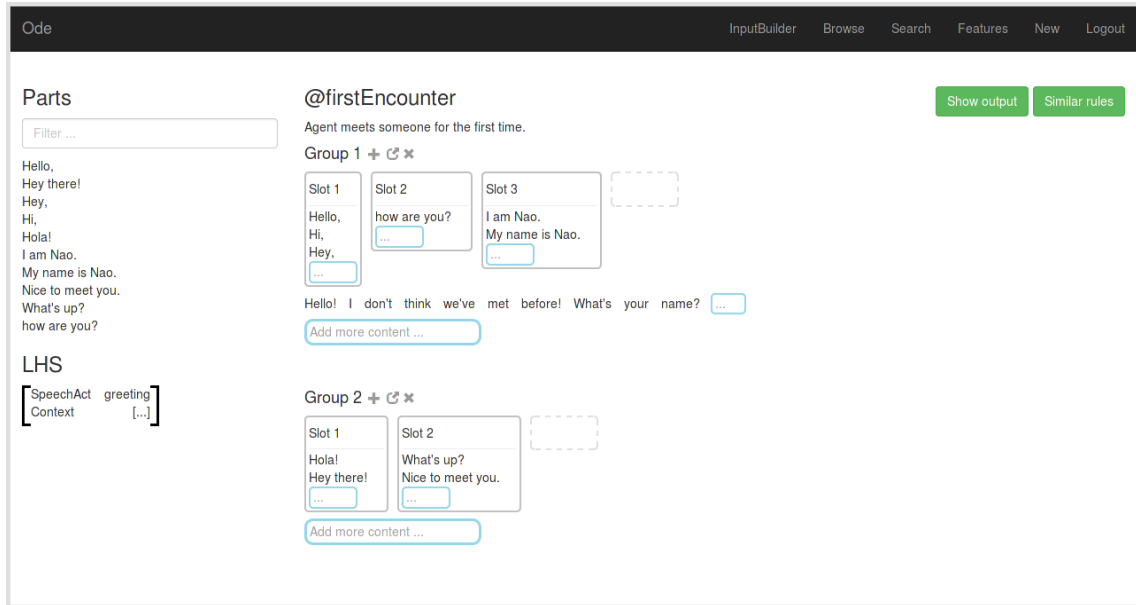 Ode
InputBuilder Browse Search Features New Logout
Parts
Filter ...
Hello,
Hey there!
Hey,
Hi,
Hola!
I am Nao.
My name is Nao.
Nice to meet you.
What's up?
how are you?
LHS
SpeechAct greeting
Context [...]
@firstEncounter
Show output Similar rules
Agent meets someone for the first time.
Group 1
Slot 1
Hello,
Hi,
Hey,
...
Slot 2
how are you?
...
Slot 3
I am Nao.
My name is Nao.
...
Hello! I don't think we've met before! What's your name? ...
Add more content ...
Group 2
Slot 1
Hola!
Hey there!
...
Slot 2
What's up?
Nice to meet you.
...
Add more content ...